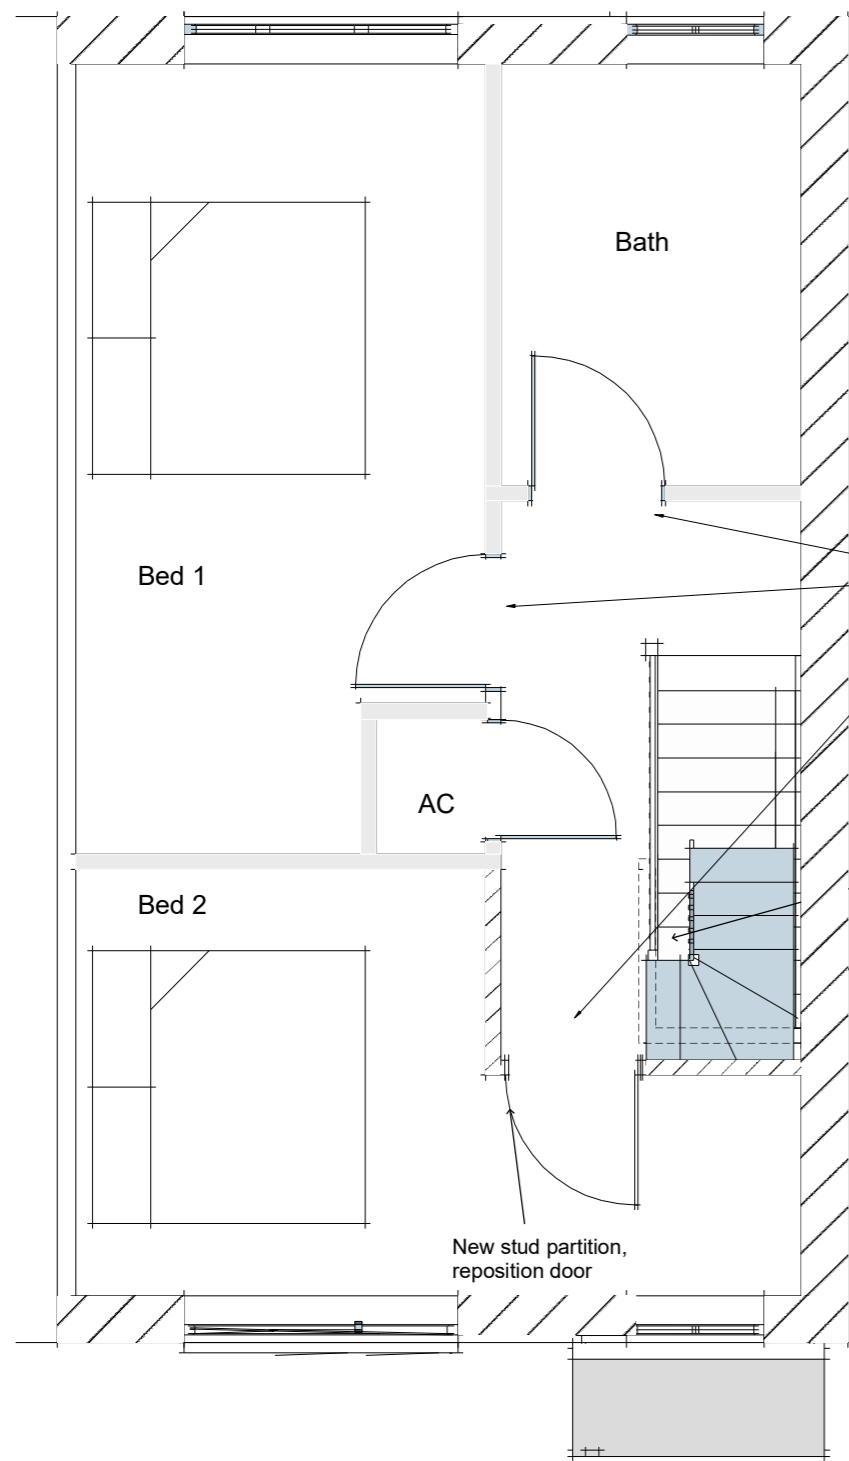 Bath
Bed 1
AC
Bed 2
New stud partition,
reposition door